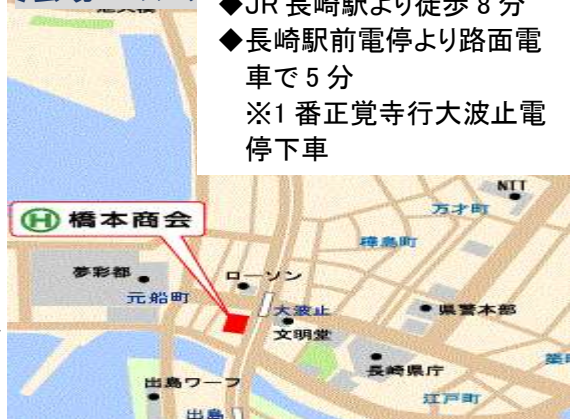 ◆JR 長崎駅より徒歩 8 分
◆長崎駅前電停より路面電
車で 5 分
※1 番正覚寺行大波止電
停下車
NTT
万才町
H 橋本商会
樺島町
夢彩都
ローソン
元船町
大波止
県警本部
文明堂
長崎県庁
出島ワーフ
江戸町
出島